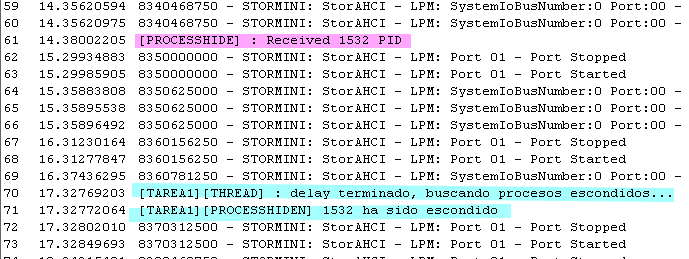 59 14.35620594 8340468750 - STORMINI: StorAHCI - LPM: SystemIoBusNumber:0 Port:00 -
60 14.35620975 8340468750 - STORMINI: StorAHCI - LPM: SystemIoBusNumber:0 Port:00 -
61 14.38002205 [PROCESSHIDE] : Received 1532 PID
62 15.29934883 8350000000 - STORMINI: StorAHCI - LPM: Port 01 - Port Stopped
63 15.29985905 8350000000 - STORMINI: StorAHCI - LPM: Port 01 - Port Started
64 15.35883808 8350625000 - STORMINI: StorAHCI - LPM: SystemIoBusNumber:0 Port:00 -
65 15.35895538 8350625000 - STORMINI: StorAHCI - LPM: SystemIoBusNumber:0 Port:00 -
66 15.35896492 8350625000 - STORMINI: StorAHCI - LPM: SystemIoBusNumber:0 Port:00 -
67 16.31230164 8360156250 - STORMINI: StorAHCI - LPM: Port 01 - Port Stopped
68 16.31277847 8360156250 - STORMINI: StorAHCI - LPM: Port 01 - Port Started
69 16.37436295 8360781250 - STORMINI: StorAHCI - LPM: SystemIoBusNumber:0 Port:00 -
70 17.32769203 [TAREA1][THREAD] : delay terminado, buscando procesos escondidos...
71 17.32772064 [TAREA1][PROCESSHIDEN] 1532 ha sido escondido
72 17.32802010 8370312500 - STORMINI: StorAHCI - LPM: Port 01 - Port Stopped
73 17.32849693 8370312500 - STORMINI: StorAHCI - LPM: Port 01 - Port Started